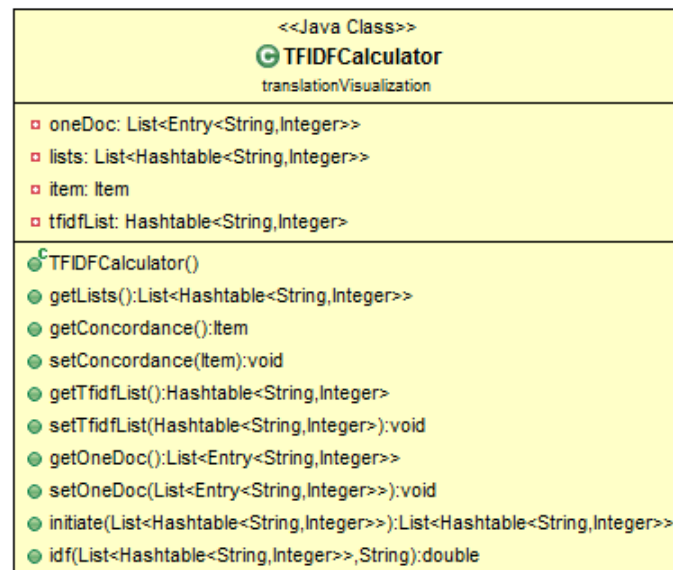 <<Java Class>>
TFIDFCalculator
translationVisualization
oneDoc: List<Entry<String,Integer>>
lists: List<Hashtable<String,Integer>>
item: Item
tfidfList: Hashtable<String,Integer>
TFIDFCalculator()
getLists():List<Hashtable<String,Integer>>
getConcordance():Item
setConcordance(Item):void
getTfidfList():Hashtable<String,Integer>
setTfidfList(Hashtable<String,Integer>):void
getOneDoc():List<Entry<String,Integer>>
setOneDoc(List<Entry<String,Integer>>):void
initiate(List<Hashtable<String,Integer>>):List<Hashtable<String,Integer>>
idf(List<Hashtable<String,Integer>>,String):double